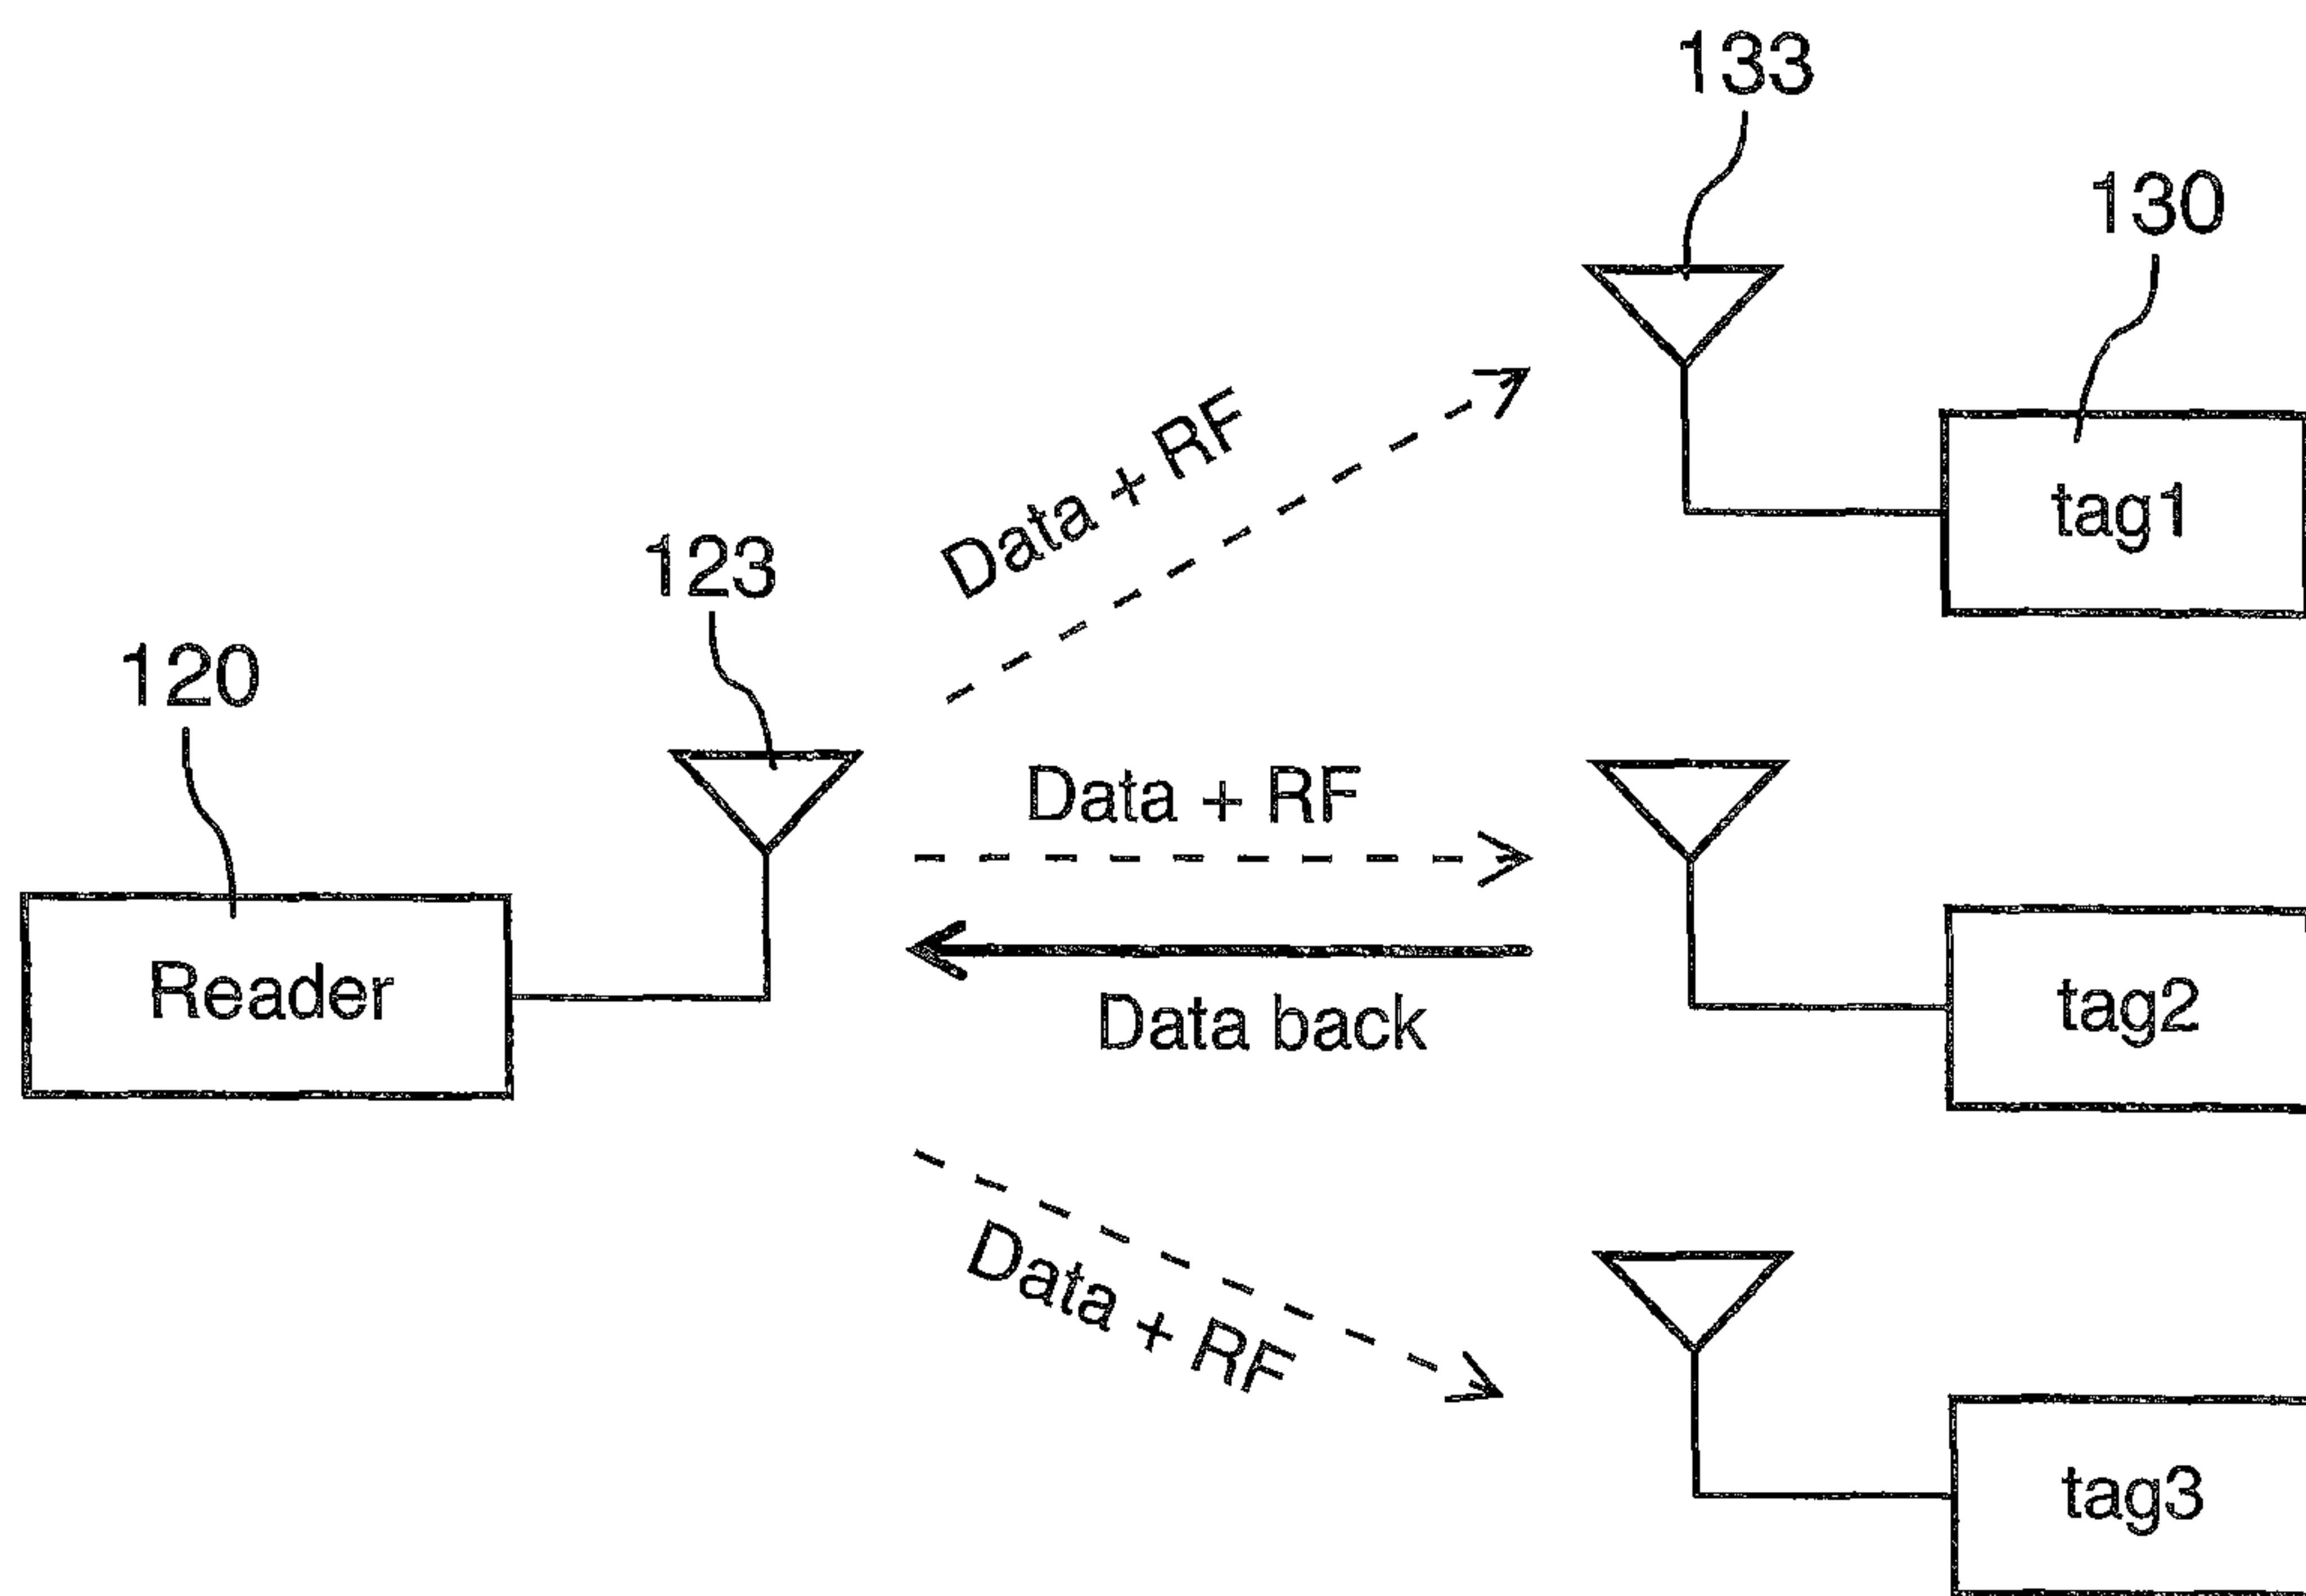 133
130
Data + RF
tag1
123
120
Data + RF
Reader
Data back
tag2
Data + RF
tag3